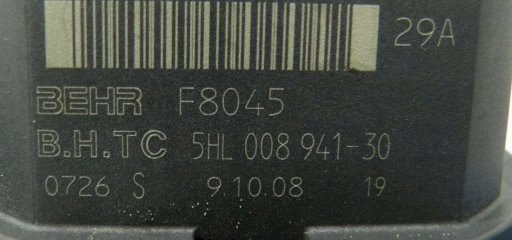 29A
BEHR F8045
B.H.TC 5HL 008 941-30
0726 S 9.10.08 19